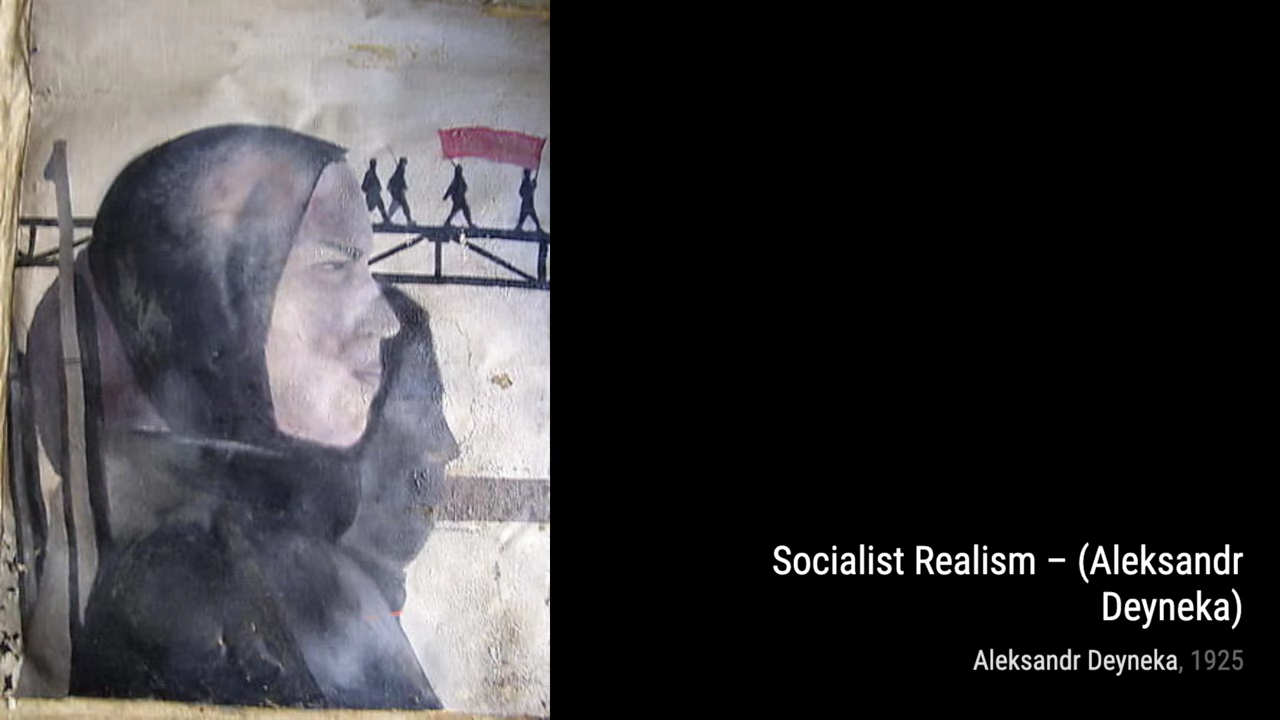 Socialist Realism – (Aleksandr
Deyneka)
Aleksandr Deyneka, 1925